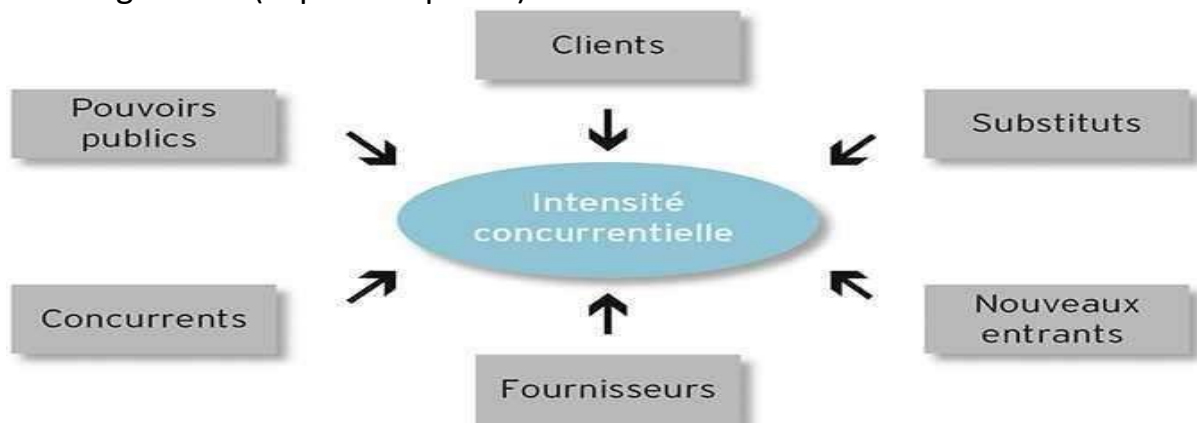 Clients
Pouvoirs
publics
Substituts
Intensité
concurrentielle
Concurrents
Nouveaux
entrants
Fournisseurs